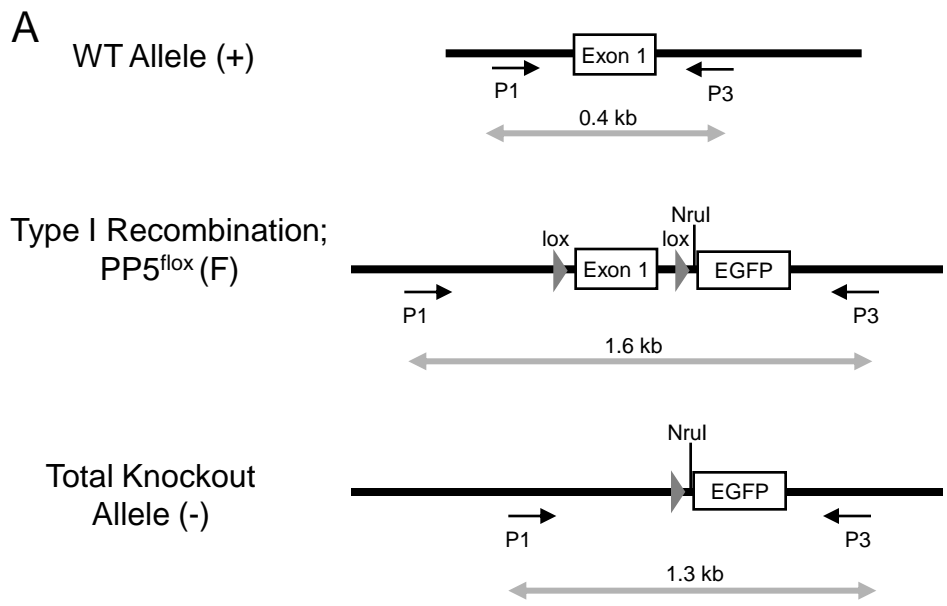 A
WT Allele (+)
Exon 1
P1
P3
0.4 kb
Type I Recombination;
PP5flox (F)
NruI
lox
lox
Exon 1
EGFP
P1
P3
1.6 kb
Total Knockout
Allele (-)
NruI
EGFP
P1
P3
1.3 kb